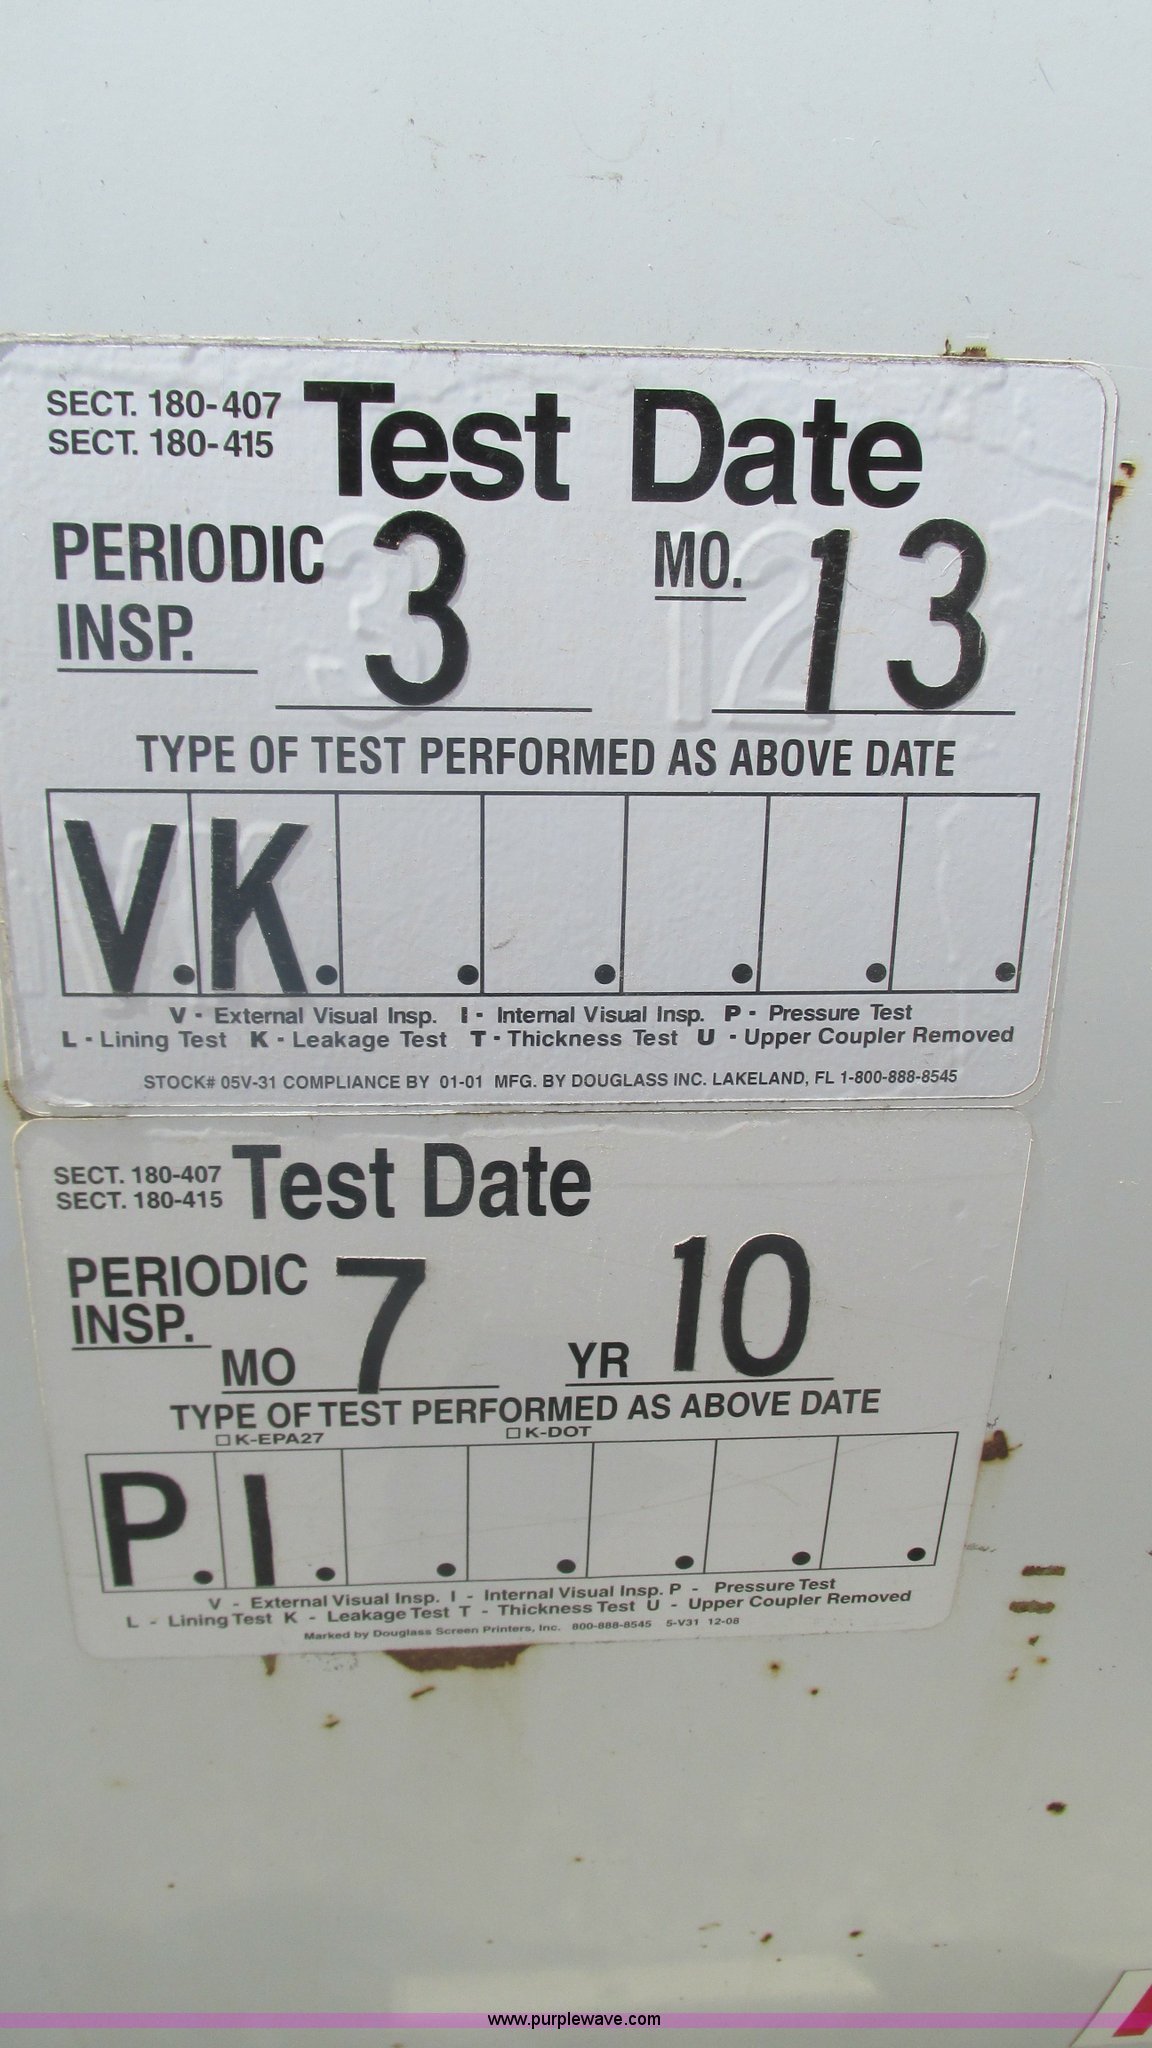 SECT. 180-407
SECT. 180-415
Test Date
PERIODIC
INSP.
3
MO.
13
TYPE OF TEST PERFORMED AS ABOVE DATE
V. K. . . . . .
V - External Visual Insp. I - Internal Visual Insp. P - Pressure Test
L - Lining Test K - Leakage Test T - Thickness Test U - Upper Coupler Removed
STOCK# 05V-31 COMPLIANCE BY 01-01 MFG. BY DOUGLASS INC. LAKELAND, FL 1-800-888-8545
SECT. 180-407
SECT. 180-415
Test Date
PERIODIC
INSP.
MO 7 YR 10
TYPE OF TEST PERFORMED AS ABOVE DATE
☐ K-EPA27 ☐ K-DOT
P. I. . . . . .
V - External Visual Insp. I - Internal Visual Insp. P - Pressure Test
L - Lining Test K - Leakage Test T - Thickness Test U - Upper Coupler Removed
Marked by Douglass Screen Printers, Inc. 800-888-8545 5-V31 12-08
www.purplewave.com